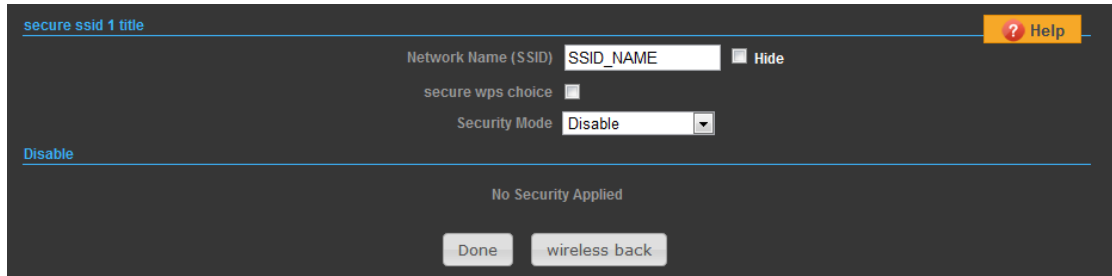 secure ssid 1 title
? Help
Network Name (SSID) SSID_NAME Hide
secure wps choice
Security Mode Disable
Disable
No Security Applied
Done wireless back